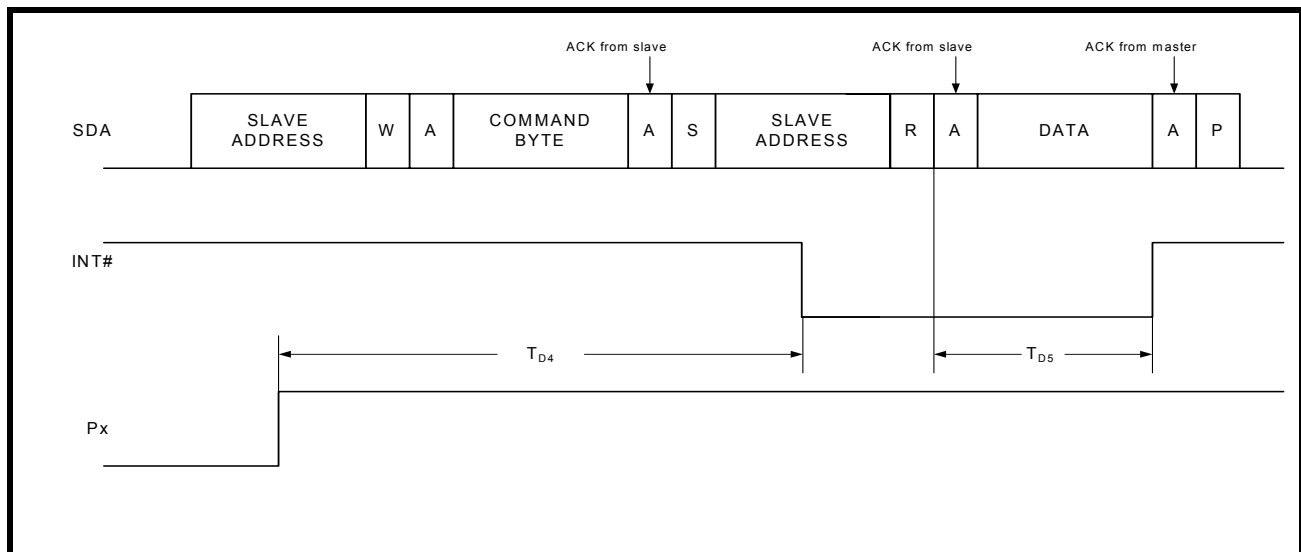 ACK from slave
ACK from slave
ACK from master
SDA
SLAVE
ADDRESS
W
A
COMMAND
BYTE
A
S
SLAVE
ADDRESS
R
A
DATA
A
P
INT#
TD4
TD5
Px